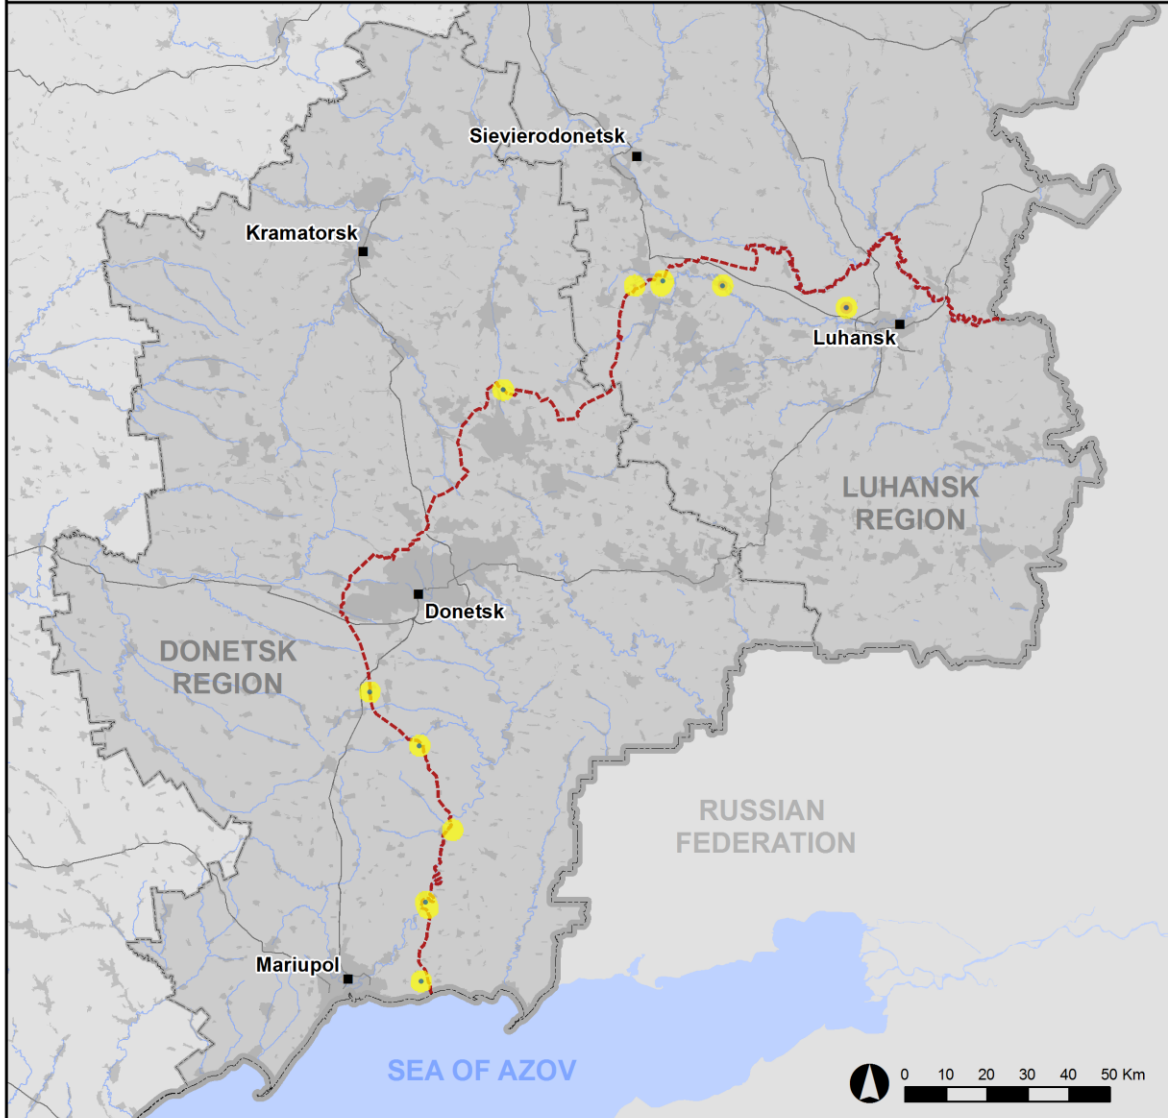 Sievierodonetsk
Kramatorsk
Luhansk
LUHANSK
REGION
Donetsk
DONETSK
REGION
RUSSIAN
FEDERATION
Mariupol
SEA OF AZOV
0 10 20 30 40 50 Km